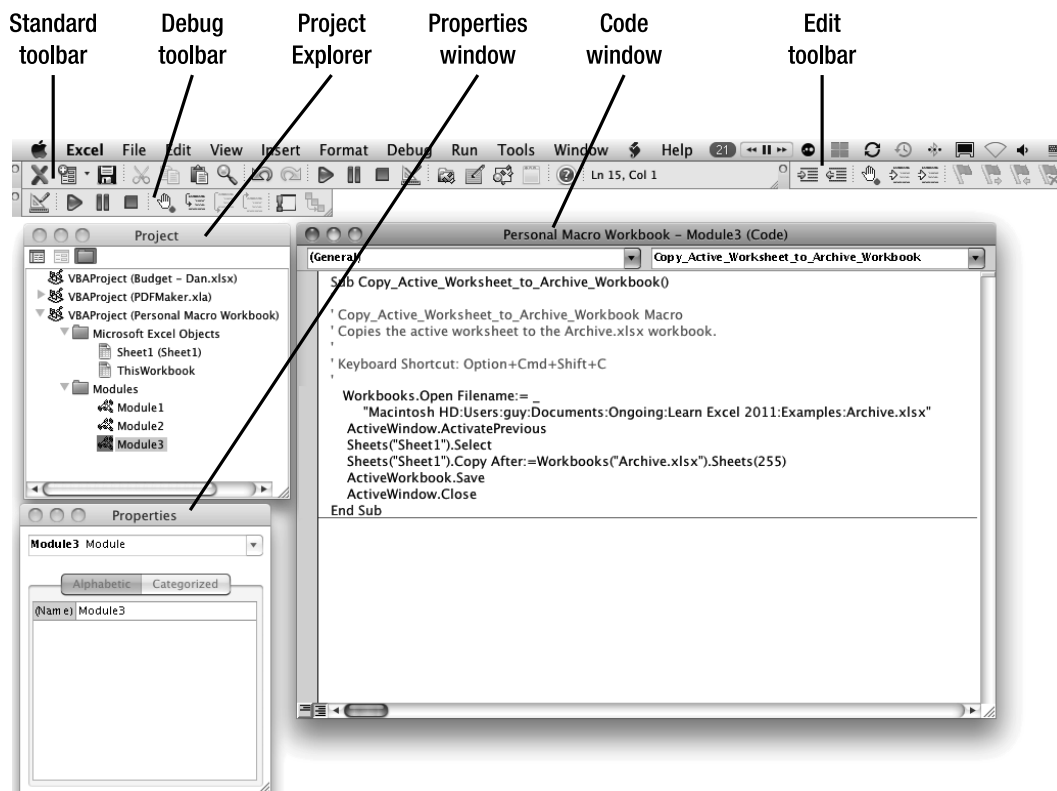 Standard toolbar
Debug toolbar
Project Explorer
Properties window
Code window
Edit toolbar
Excel File Edit View Insert Format Debug Run Tools Window Help 21
Ln 15, Col 1
Project
VBAProject (Budget – Dan.xlsx)
VBAProject (PDFMaker.xla)
VBAProject (Personal Macro Workbook)
Microsoft Excel Objects
Sheet1 (Sheet1)
ThisWorkbook
Modules
Module1
Module2
Module3
Properties
Module3 Module
Alphabetic Categorized
(Name) Module3
Personal Macro Workbook – Module3 (Code)
(General) Copy_Active_Worksheet_to_Archive_Workbook
Sub Copy_Active_Worksheet_to_Archive_Workbook()
'
' Copy_Active_Worksheet_to_Archive_Workbook Macro
' Copies the active worksheet to the Archive.xlsx workbook.
'
' Keyboard Shortcut: Option+Cmd+Shift+C
'
Workbooks.Open Filename:= _
"Macintosh HD:Users:guy:Documents:Ongoing:Learn Excel 2011:Examples:Archive.xlsx"
ActiveWindow.ActivatePrevious
Sheets("Sheet1").Select
Sheets("Sheet1").Copy After:=Workbooks("Archive.xlsx").Sheets(255)
ActiveWorkbook.Save
ActiveWindow.Close
End Sub